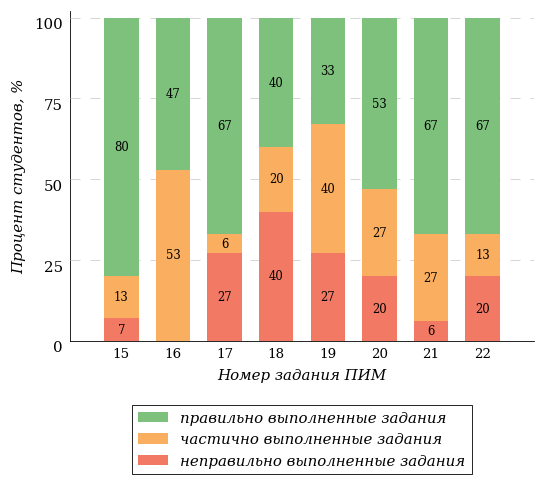 Процент студентов, %
100
75
50
25
0
80 13 7
47 53
67 6 27
40 20 40
33 40 27
53 27 20
67 27 6
67 13 20
15 16 17 18 19 20 21 22
Номер задания ПИМ
правильно выполненные задания
частично выполненные задания
неправильно выполненные задания